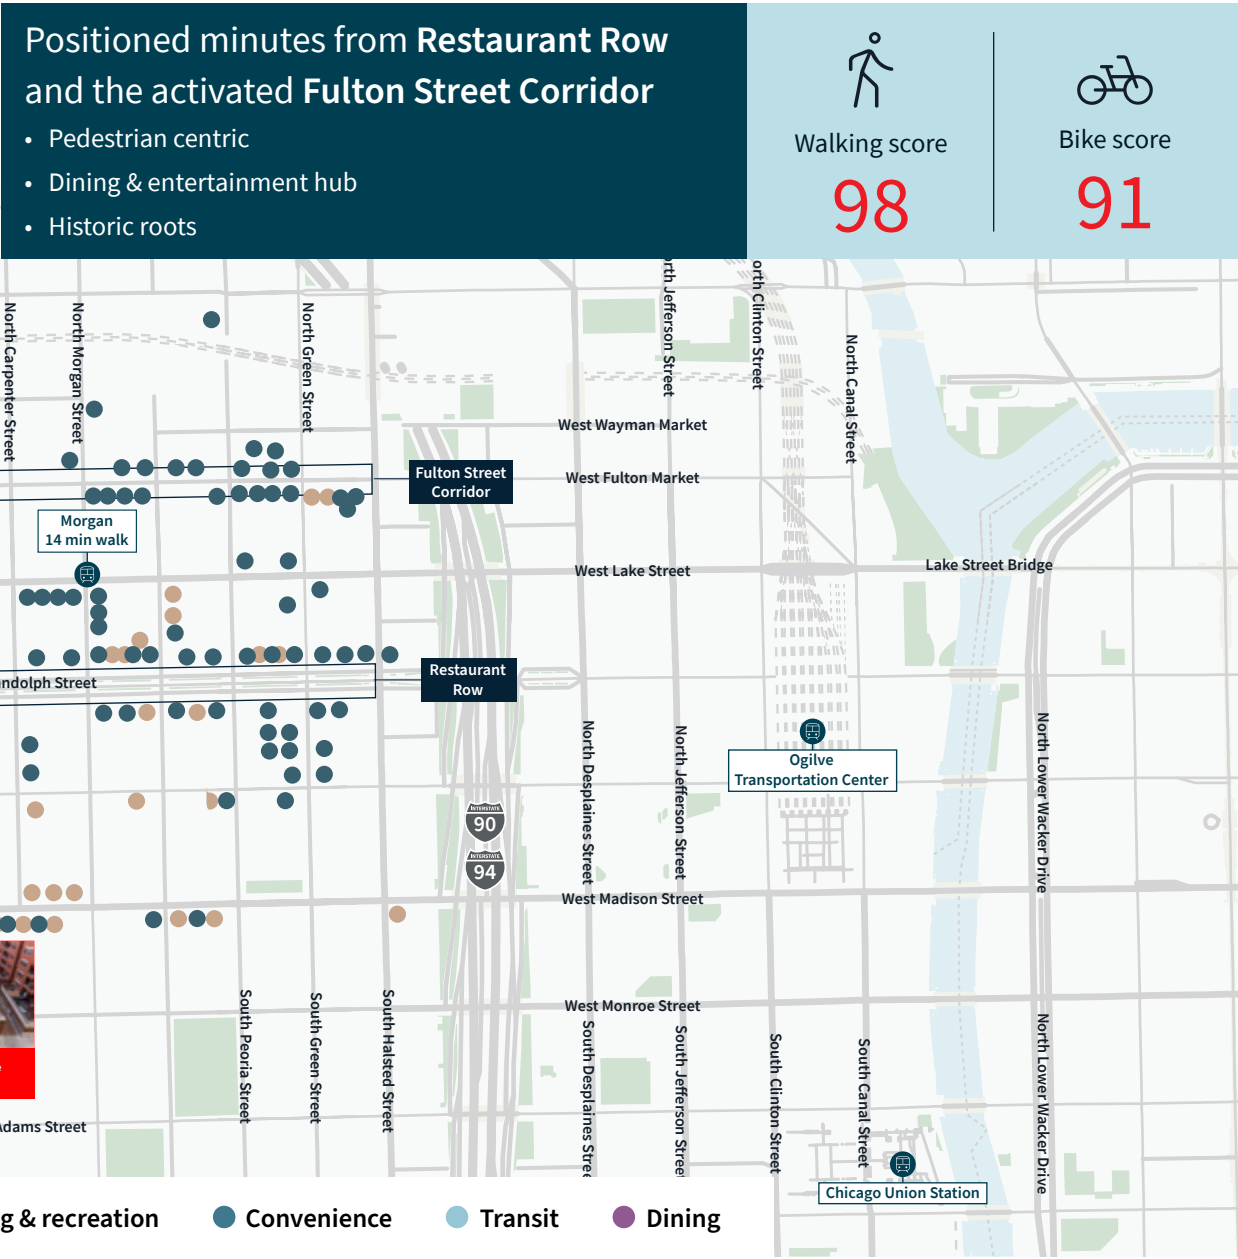 Positioned minutes from Restaurant Row
and the activated Fulton Street Corridor
• Pedestrian centric
• Dining & entertainment hub
• Historic roots
Walking score
98
Bike score
91
North Carpenter Street
North Morgan Street
North Green Street
North Jefferson Street
North Clinton Street
North Canal Street
West Wayman Market
West Fulton Market
Fulton Street
Corridor
Morgan
14 min walk
West Lake Street
Lake Street Bridge
Restaurant
Row
ndolph Street
North Desplaines Street
North Jefferson Street
Ogilve
Transportation Center
North Lower Wacker Drive
INTERSTATE
90
INTERSTATE
94
West Madison Street
West Monroe Street
South Peoria Street
South Green Street
South Halsted Street
South Desplaines Stree
South Jefferson Street
South Clinton Street
South Canal Street
North Lower Wacker Drive
Adams Street
Chicago Union Station
g & recreation
Convenience
Transit
Dining